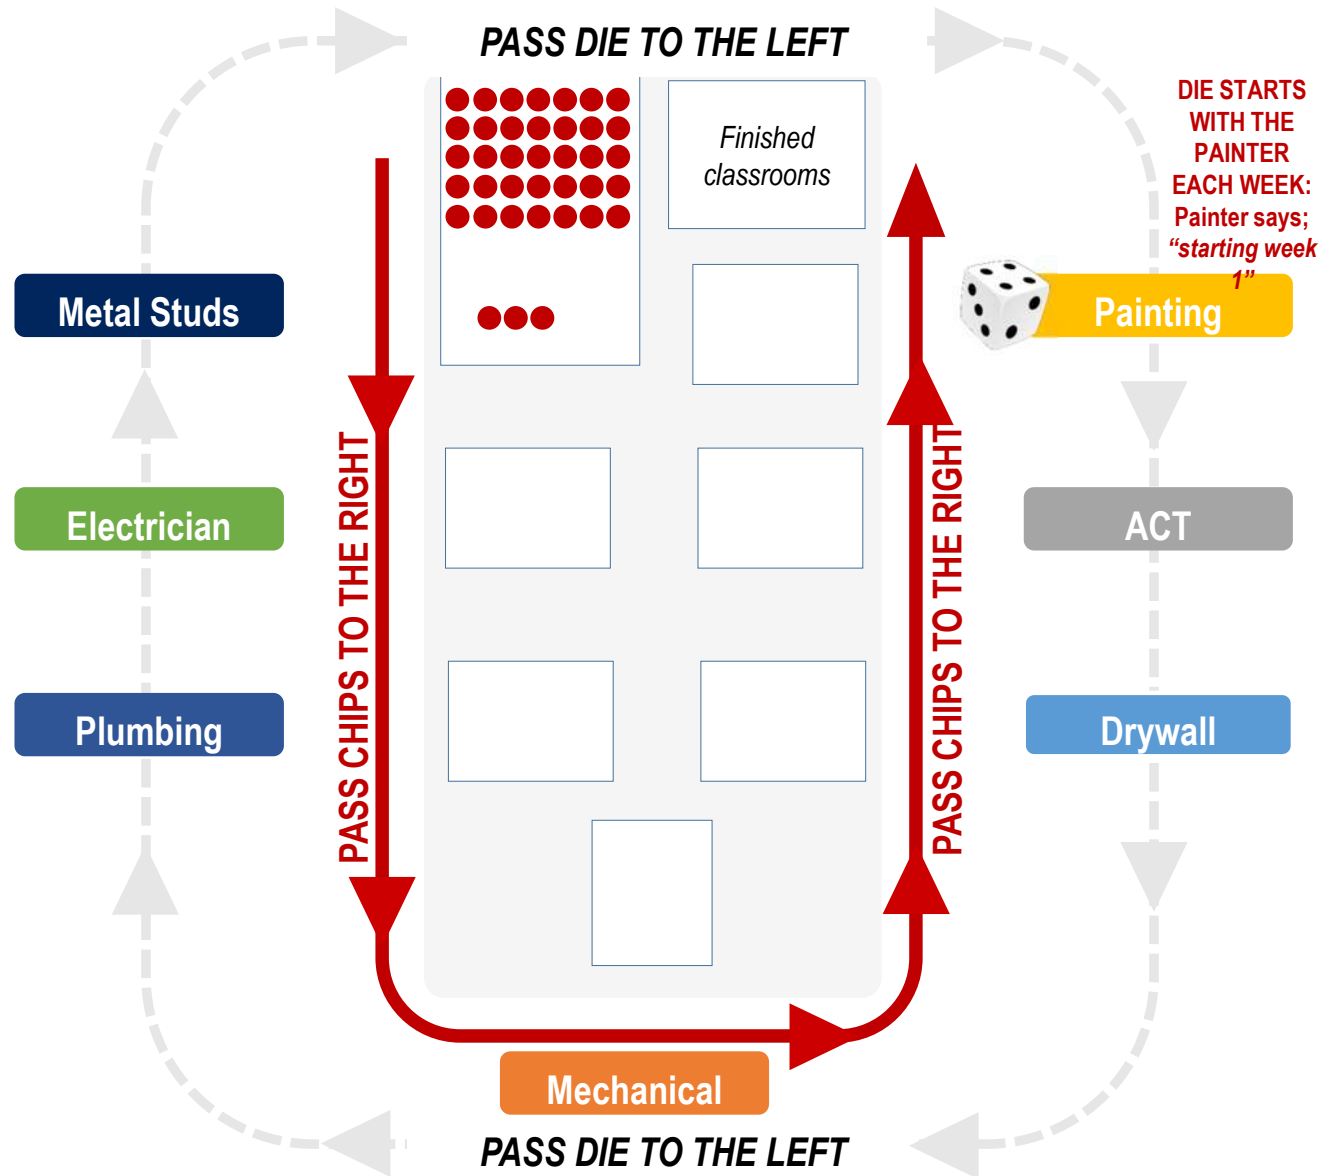 PASS DIE TO THE LEFT
DIE STARTS
WITH THE
PAINTER
EACH WEEK:
Painter says;
“starting week
1”
Finished
classrooms
Metal Studs
Painting
Electrician
ACT
PASS CHIPS TO THE RIGHT
PASS CHIPS TO THE RIGHT
Plumbing
Drywall
Mechanical
PASS DIE TO THE LEFT